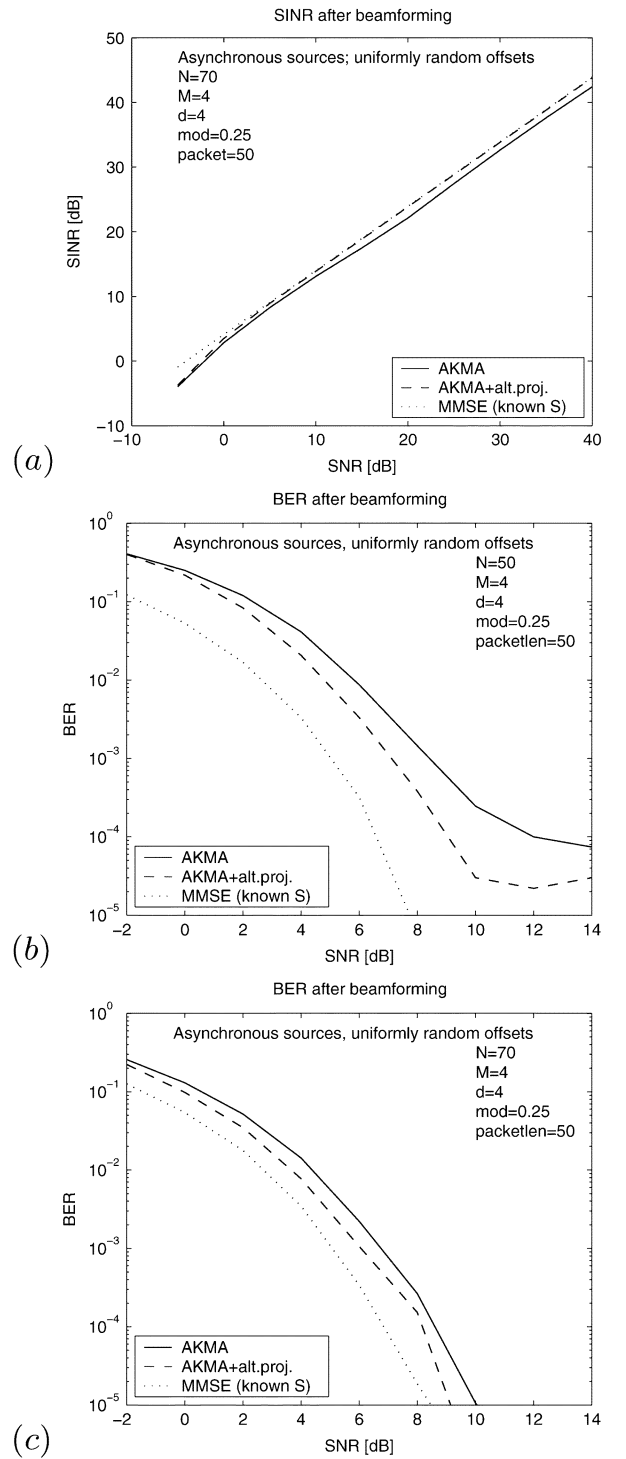 SINR after beamforming
50
Asynchronous sources; uniformly random offsets
N=70
40
M=4
d=4
mod=0.25
30
packet=50
20
SINR [dB]
10
0
AKMA
AKMA+alt.proj.
MMSE (known S)
−10
−10 0 10 20 30 40
(a)
SNR [dB]
BER after beamforming
10^0
Asynchronous sources, uniformly random offsets
N=50
M=4
10^−1
d=4
mod=0.25
packetlen=50
10^−2
BER
10^−3
10^−4
AKMA
AKMA+alt.proj.
MMSE (known S)
10^−5
−2 0 2 4 6 8 10 12 14
(b)
SNR [dB]
BER after beamforming
10^0
Asynchronous sources, uniformly random offsets
N=70
M=4
10^−1
d=4
mod=0.25
packetlen=50
10^−2
BER
10^−3
10^−4
AKMA
AKMA+alt.proj.
MMSE (known S)
10^−5
−2 0 2 4 6 8 10 12 14
(c)
SNR [dB]